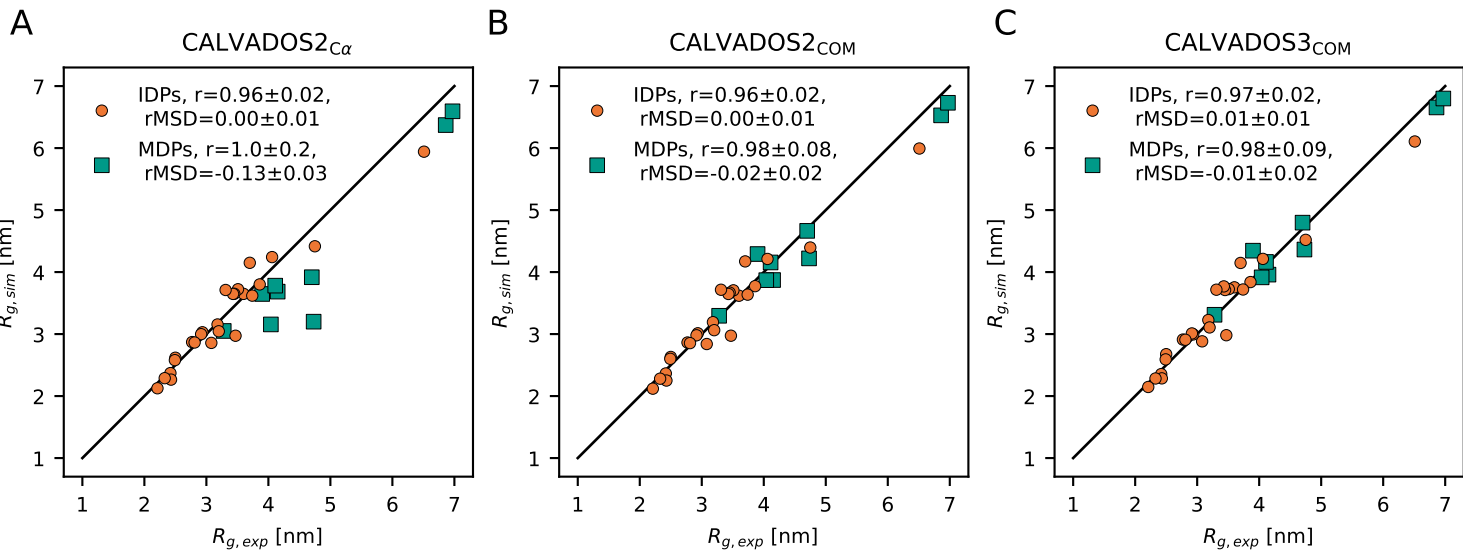 A
CALVADOS2Cα
IDPs, r=0.96±0.02,
rMSD=0.00±0.01
MDPs, r=1.0±0.2,
rMSD=-0.13±0.03
7
6
5
4
3
2
1
Rg,sim [nm]
1 2 3 4 5 6 7
Rg,exp [nm]
B
CALVADOS2COM
IDPs, r=0.96±0.02,
rMSD=0.00±0.01
MDPs, r=0.98±0.08,
rMSD=-0.02±0.02
7
6
5
4
3
2
1
Rg,sim [nm]
1 2 3 4 5 6 7
Rg,exp [nm]
C
CALVADOS3COM
IDPs, r=0.97±0.02,
rMSD=0.01±0.01
MDPs, r=0.98±0.09,
rMSD=-0.01±0.02
7
6
5
4
3
2
1
Rg,sim [nm]
1 2 3 4 5 6 7
Rg,exp [nm]